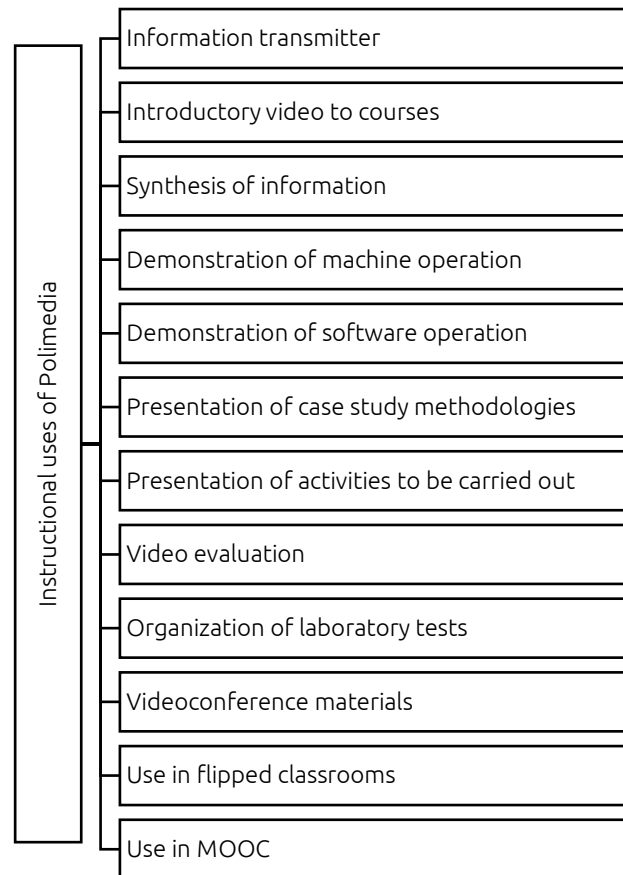 Instructional uses of Polimedia
Information transmitter
Introductory video to courses
Synthesis of information
Demonstration of machine operation
Demonstration of software operation
Presentation of case study methodologies
Presentation of activities to be carried out
Video evaluation
Organization of laboratory tests
Videoconference materials
Use in flipped classrooms
Use in MOOC